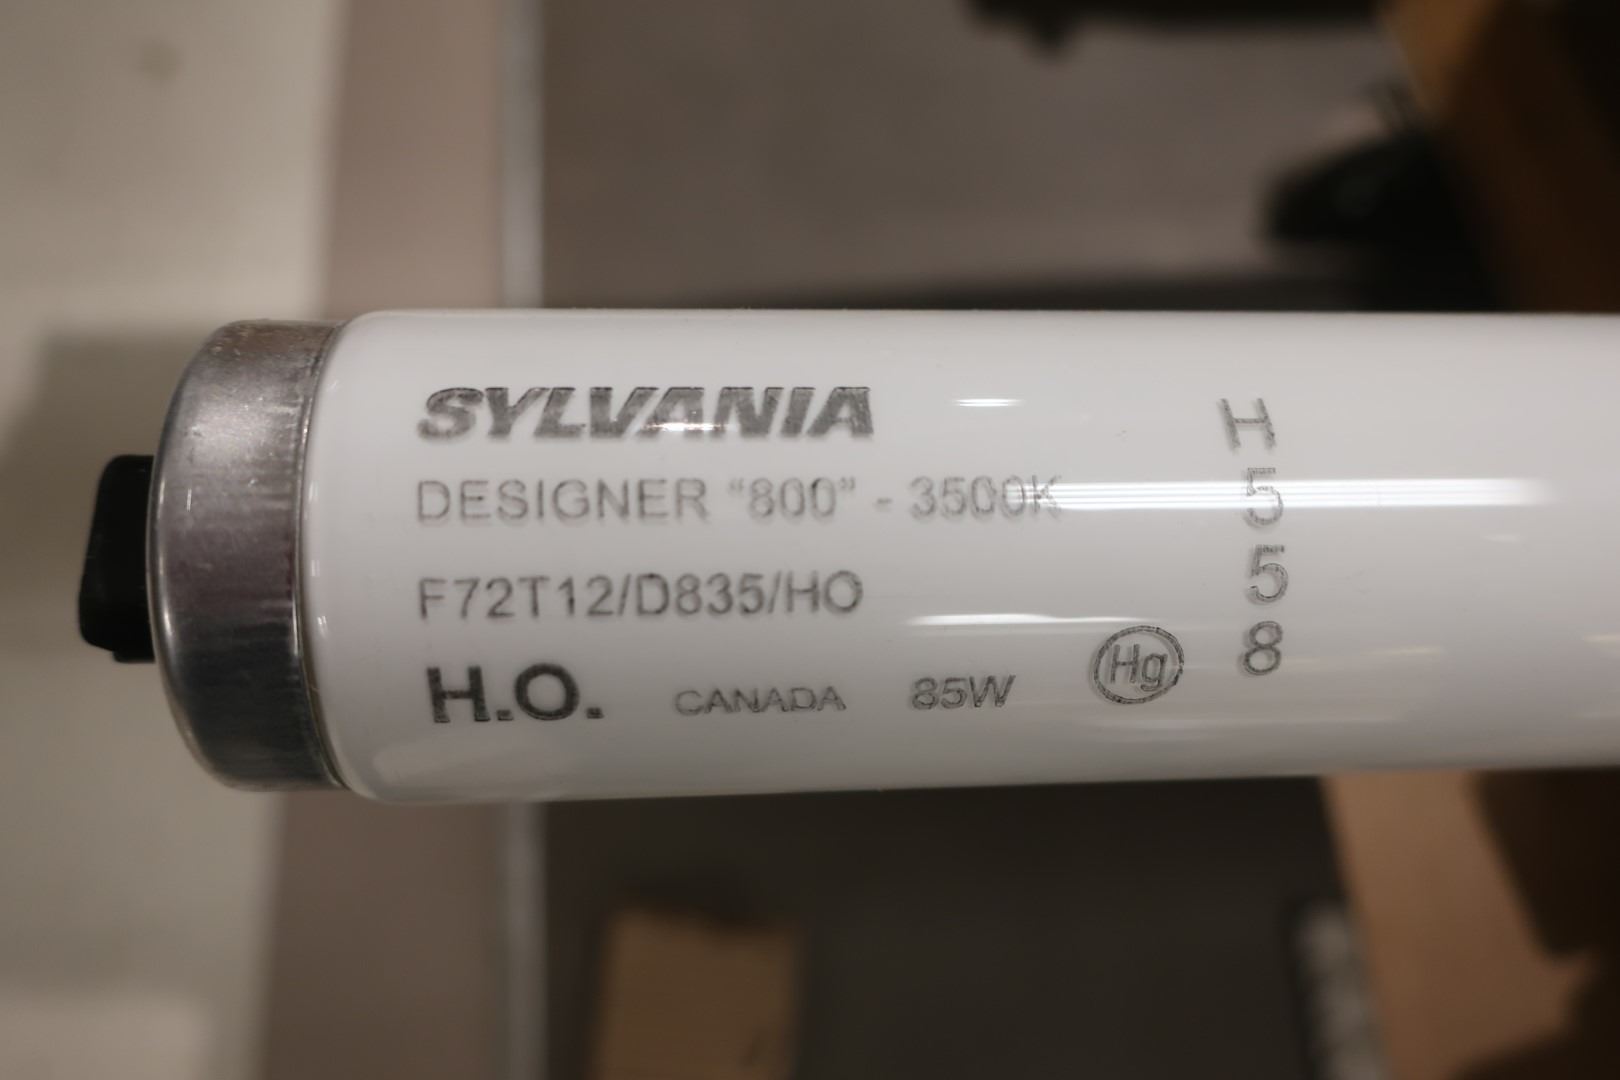 SYLVANIA
DESIGNER “800” - 3500K
F72T12/D835/HO
H.O. CANADA 85W Hg
H
5
5
8